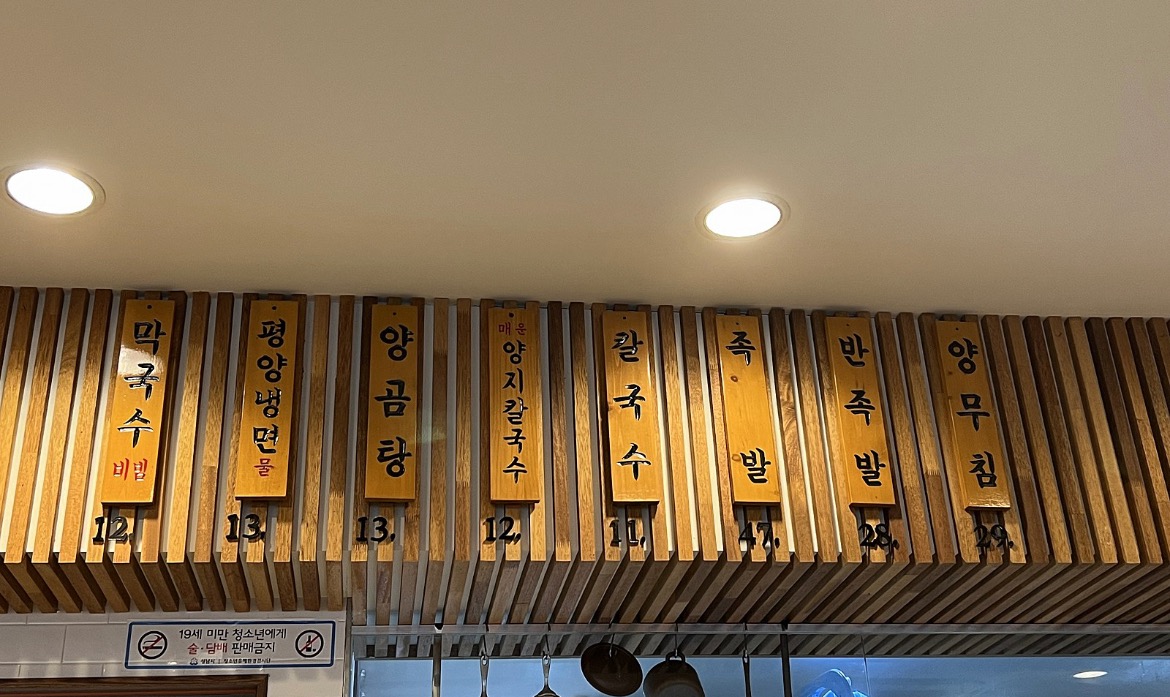 막국수 비빔
12,
평양냉면 물
13,
양곰탕
13,
매운 양지칼국수
12,
칼국수
11,
족발
47,
반족발
28,
양무침
29,
19세 미만 청소년에게
술·담배 판매금지